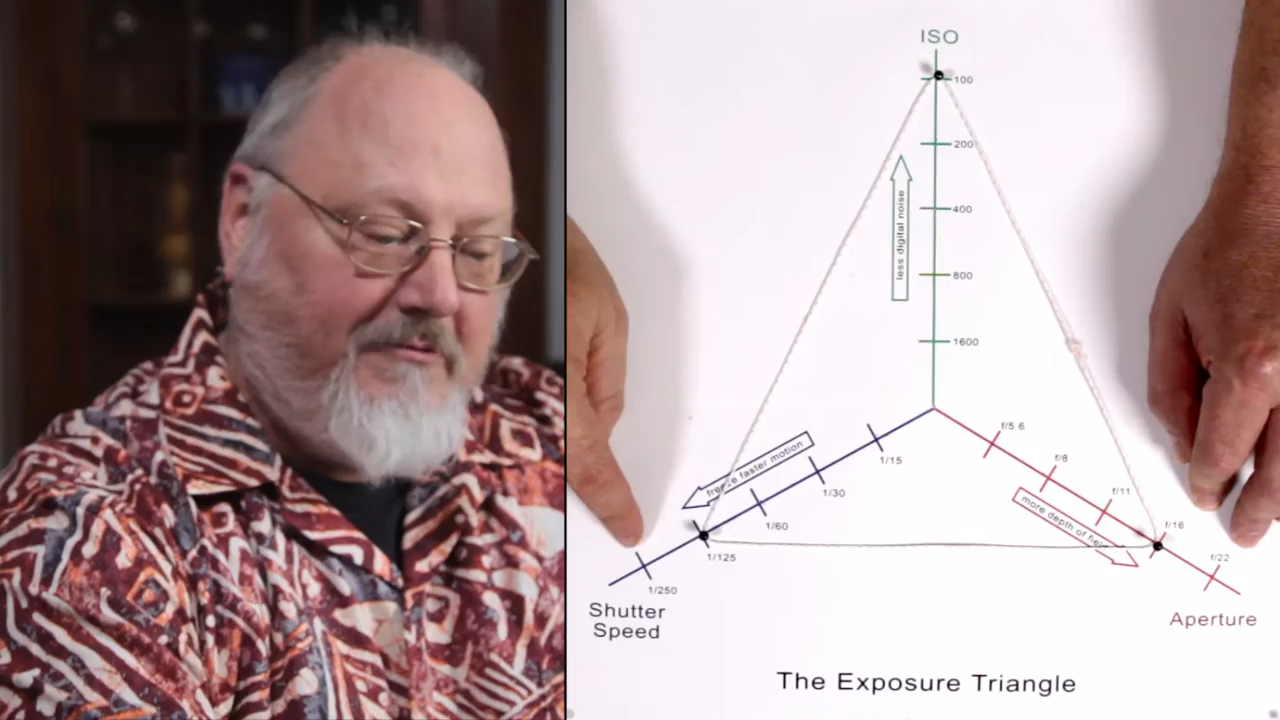 ISO
100
200
400
800
1600
less digital noise
freeze faster motion
1/15
1/30
1/60
1/125
1/250
Shutter
Speed
f/5.6
f/8
f/11
f/16
f/22
more depth of field
Aperture
The Exposure Triangle